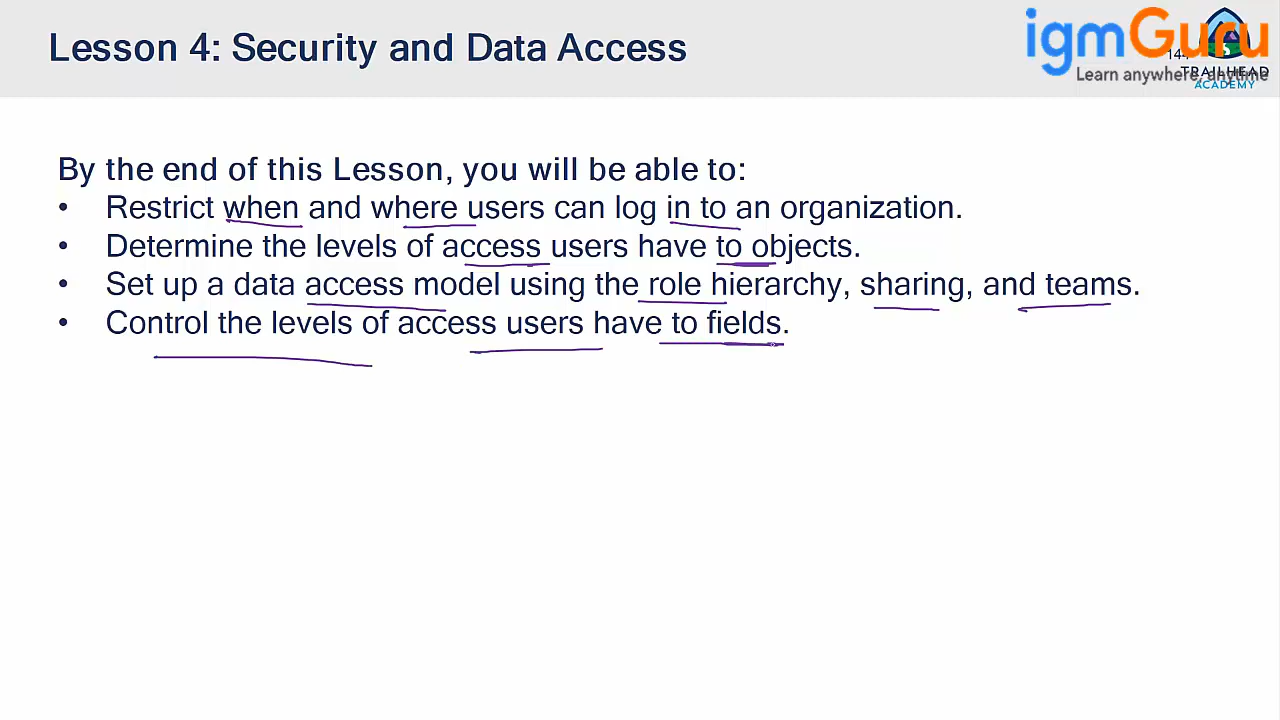 Lesson 4: Security and Data Access
igmGuru
Learn anywhere, anytime
TRAILHEAD
ACADEMY
By the end of this Lesson, you will be able to:
• Restrict when and where users can log in to an organization.
• Determine the levels of access users have to objects.
• Set up a data access model using the role hierarchy, sharing, and teams.
• Control the levels of access users have to fields.